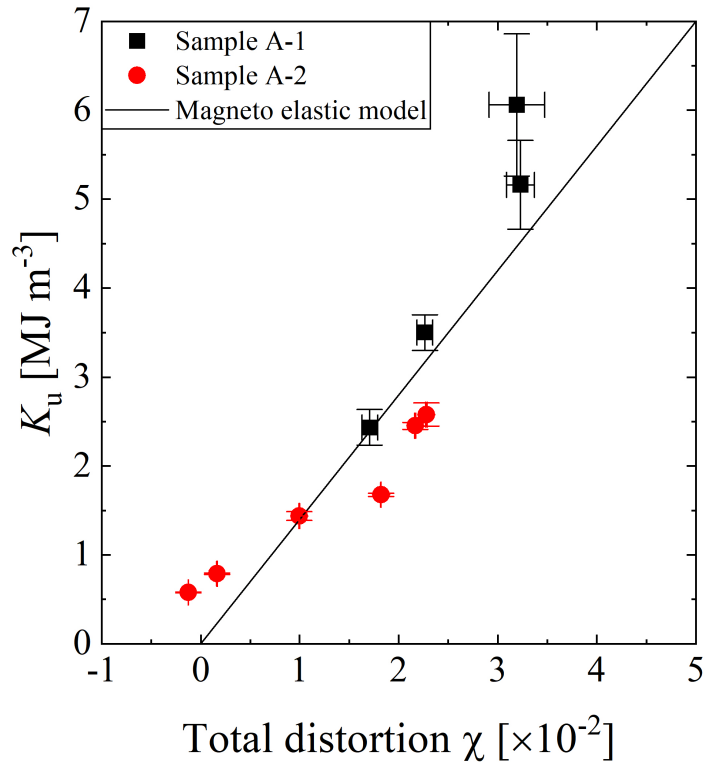 7
6
5
4
3
2
1
0
K_u [MJ m^-3]
Sample A-1
Sample A-2
Magneto elastic model
-1 0 1 2 3 4 5
Total distortion χ [×10^-2]